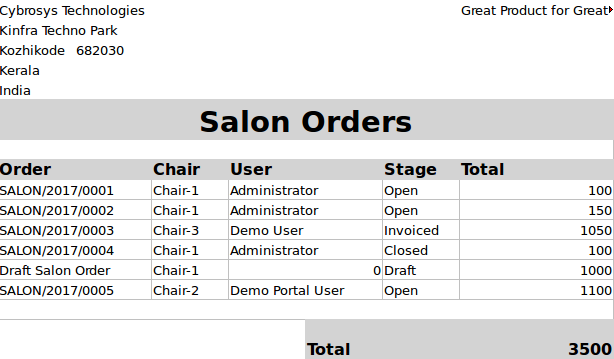 Cybrosys Technologies Great Product for Great
Kinfra Techno Park
Kozhikode 682030
Kerala
India
Salon Orders
Order Chair User Stage Total
SALON/2017/0001 Chair-1 Administrator Open 100
SALON/2017/0002 Chair-1 Administrator Open 150
SALON/2017/0003 Chair-3 Demo User Invoiced 1050
SALON/2017/0004 Chair-1 Administrator Closed 100
Draft Salon Order Chair-1 0 Draft 1000
SALON/2017/0005 Chair-2 Demo Portal User Open 1100
Total 3500